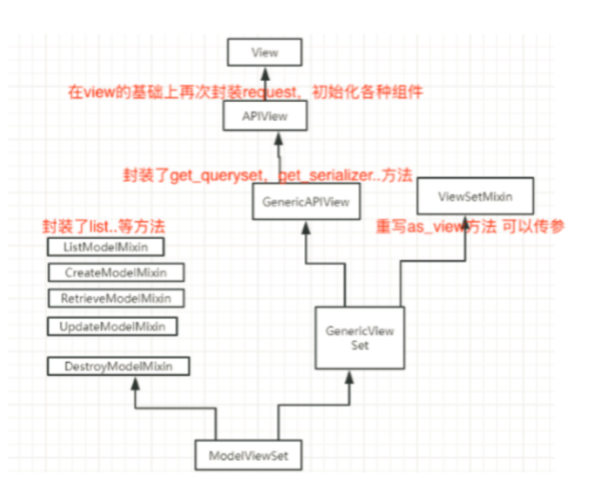 View
在view的基础上再次封装request，初始化各种组件
APIView
封装了get_queryset，get_serializer..方法
GenericAPIView
ViewSetMixin
封装了list..等方法
重写as_view方法 可以传参
ListModelMixin
CreateModelMixin
RetrieveModelMixin
UpdateModelMixin
GenericView
Set
DestroyModelMixin
ModelViewSet